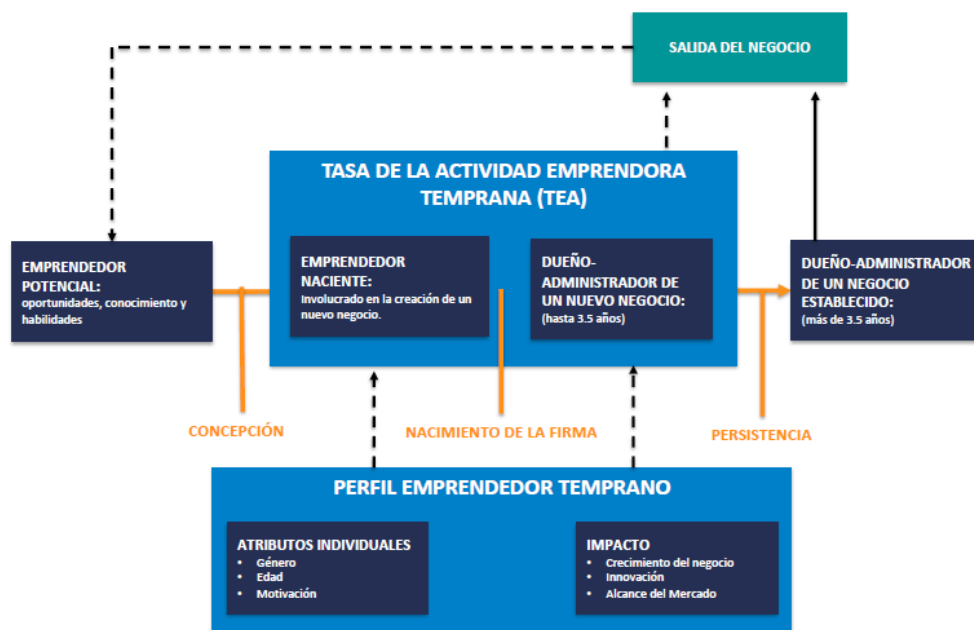 SALIDA DEL NEGOCIO
TASA DE LA ACTIVIDAD EMPRENDORA
TEMPRANA (TEA)
EMPRENDEDOR
POTENCIAL:
oportunidades, conocimiento y
habilidades
EMPRENDEDOR
NACIENTE:
Involucrado en la creación de un
nuevo negocio.
DUEÑO-
ADMINISTRADOR DE
UN NUEVO NEGOCIO:
(hasta 3.5 años)
DUEÑO-ADMINISTRADOR
DE UN NEGOCIO
ESTABLECIDO:
(más de 3.5 años)
CONCEPCIÓN
NACIMIENTO DE LA FIRMA
PERSISTENCIA
PERFIL EMPRENDEDOR TEMPRANO
ATRIBUTOS INDIVIDUALES
• Género
• Edad
• Motivación
IMPACTO
• Crecimiento del negocio
• Innovación
• Alcance del Mercado